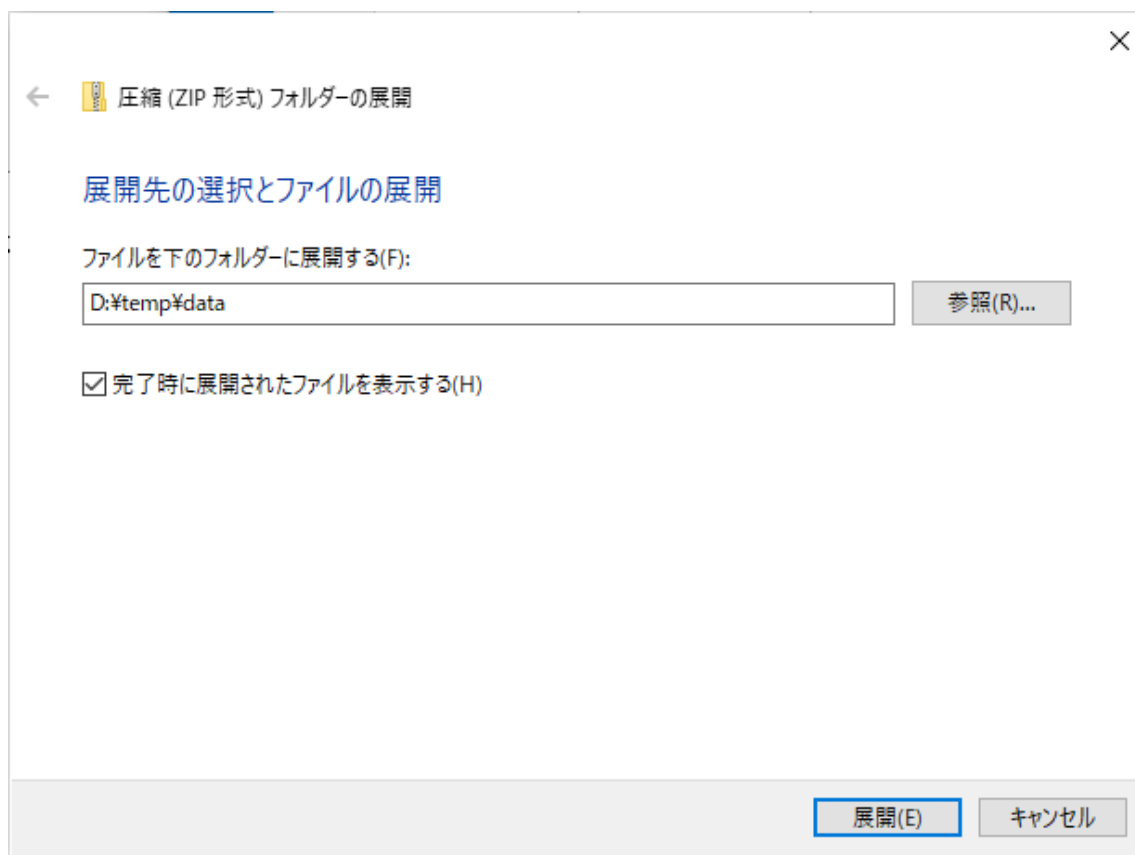 圧縮 (ZIP 形式) フォルダーの展開
展開先の選択とファイルの展開
ファイルを下のフォルダーに展開する(F):
D:¥temp¥data
参照(R)...
完了時に展開されたファイルを表示する(H)
展開(E)
キャンセル